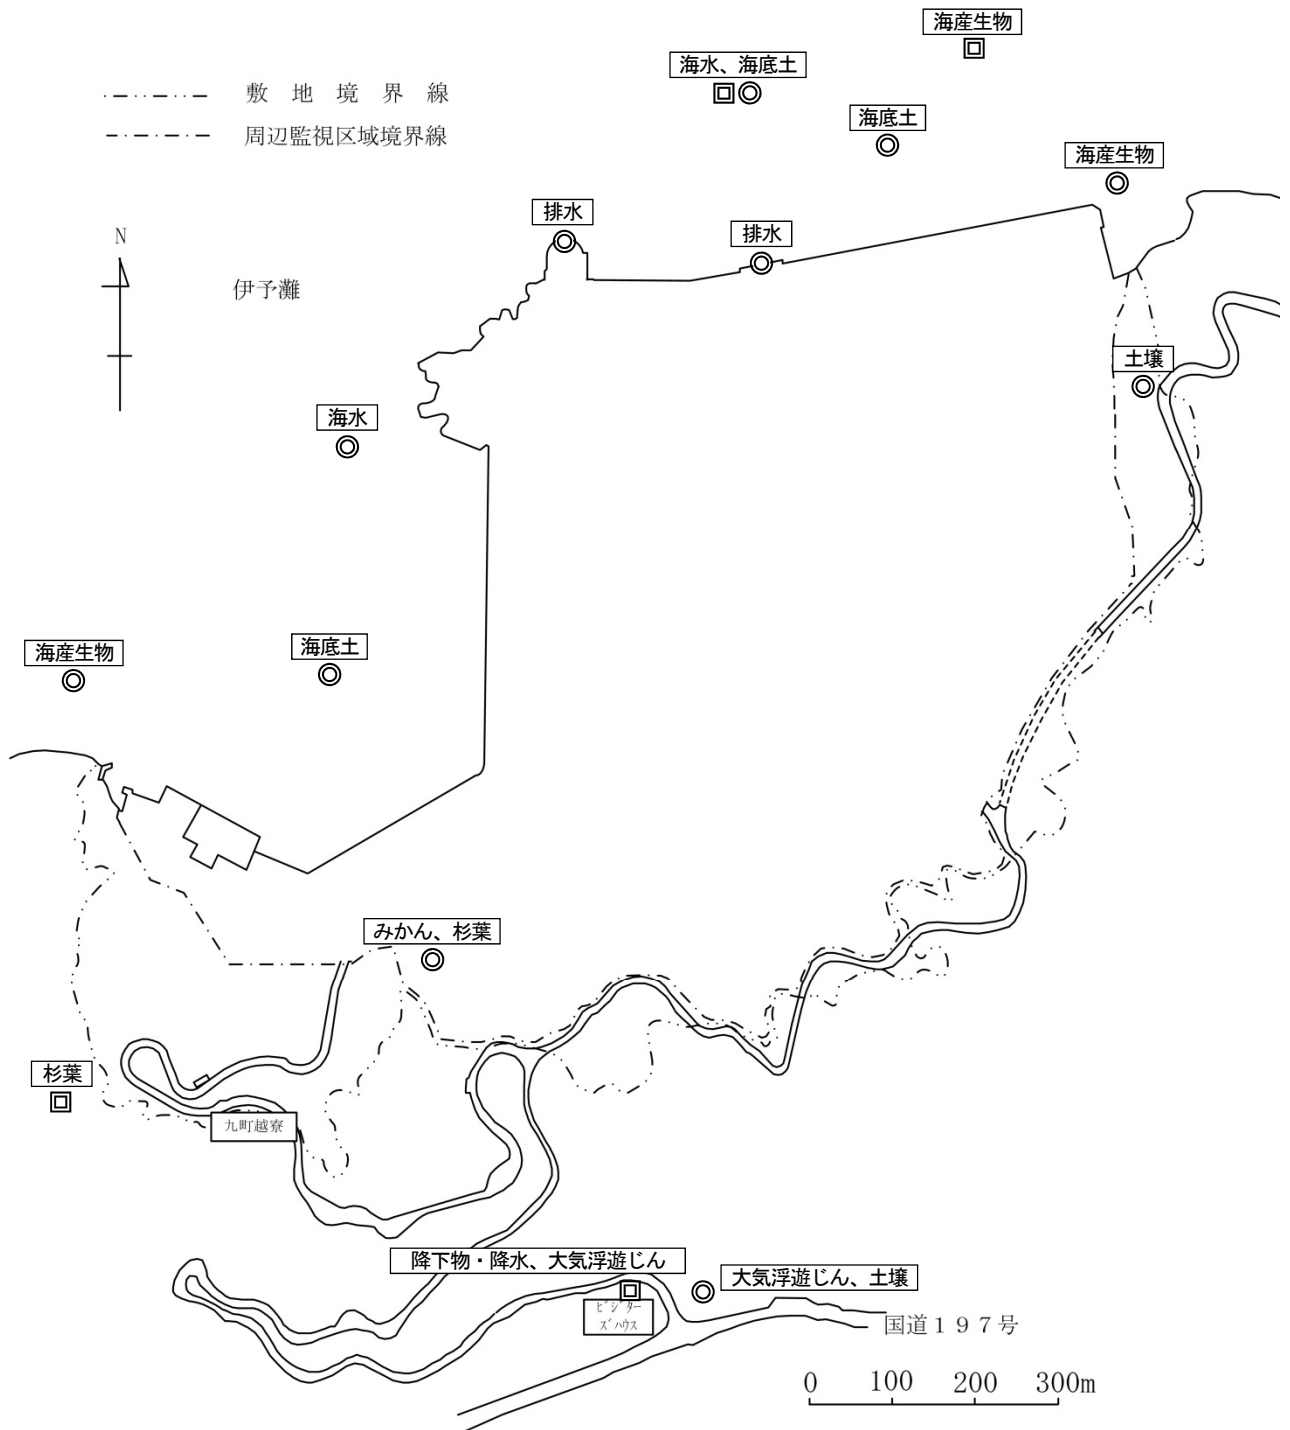 海産生物
海水、海底土
敷地境界線
海底土
周辺監視区域境界線
海産生物
排水
排水
N
伊予灘
土壌
海水
海産生物
海底土
みかん、杉葉
杉葉
九町越寮
降下物・降水、大気浮遊じん
大気浮遊じん、土壌
ビジター
ズハウス
国道197号
0 100 200 300m